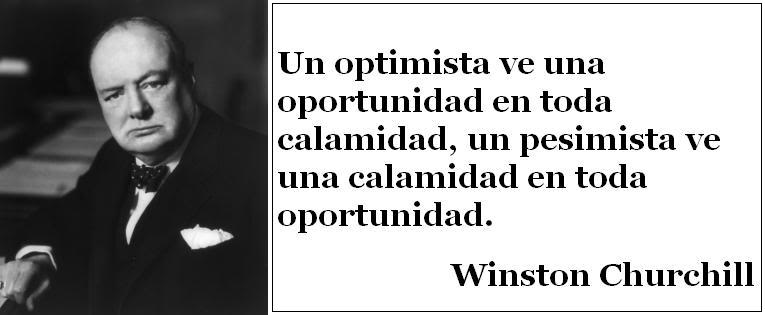 Un optimista ve una
oportunidad en toda
calamidad, un pesimista ve
una calamidad en toda
oportunidad.
Winston Churchill